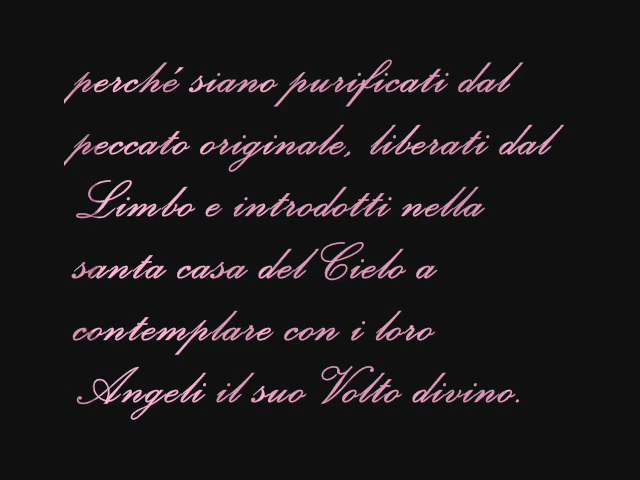 perché siano purificati dal
peccato originale, liberati dal
Limbo e introdotti nella
santa casa del Cielo a
contemplare con i loro
Angeli il suo Volto divino.